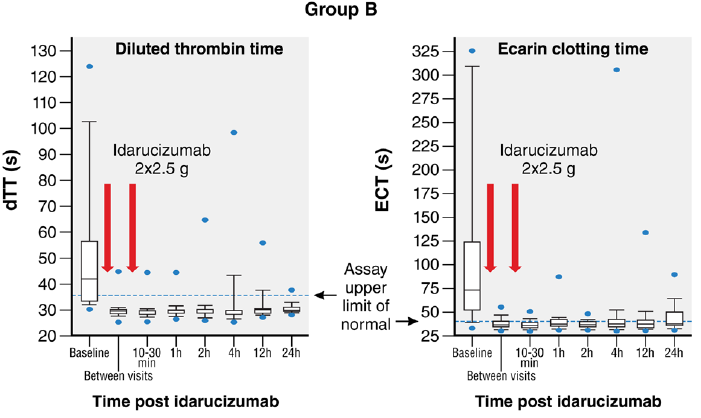 Group B
Diluted thrombin time
dTT (s)
130
120
110
100
90
80
70
60
50
40
30
20
Idarucizumab
2x2.5 g
Baseline
Between visits
10-30
min
1h
2h
4h
12h
24h
Time post idarucizumab
Assay
upper
limit of
normal
Ecarin clotting time
ECT (s)
325
300
275
250
225
200
175
150
125
100
75
50
25
Idarucizumab
2x2.5 g
Baseline
Between visits
10-30
min
1h
2h
4h
12h
24h
Time post idarucizumab